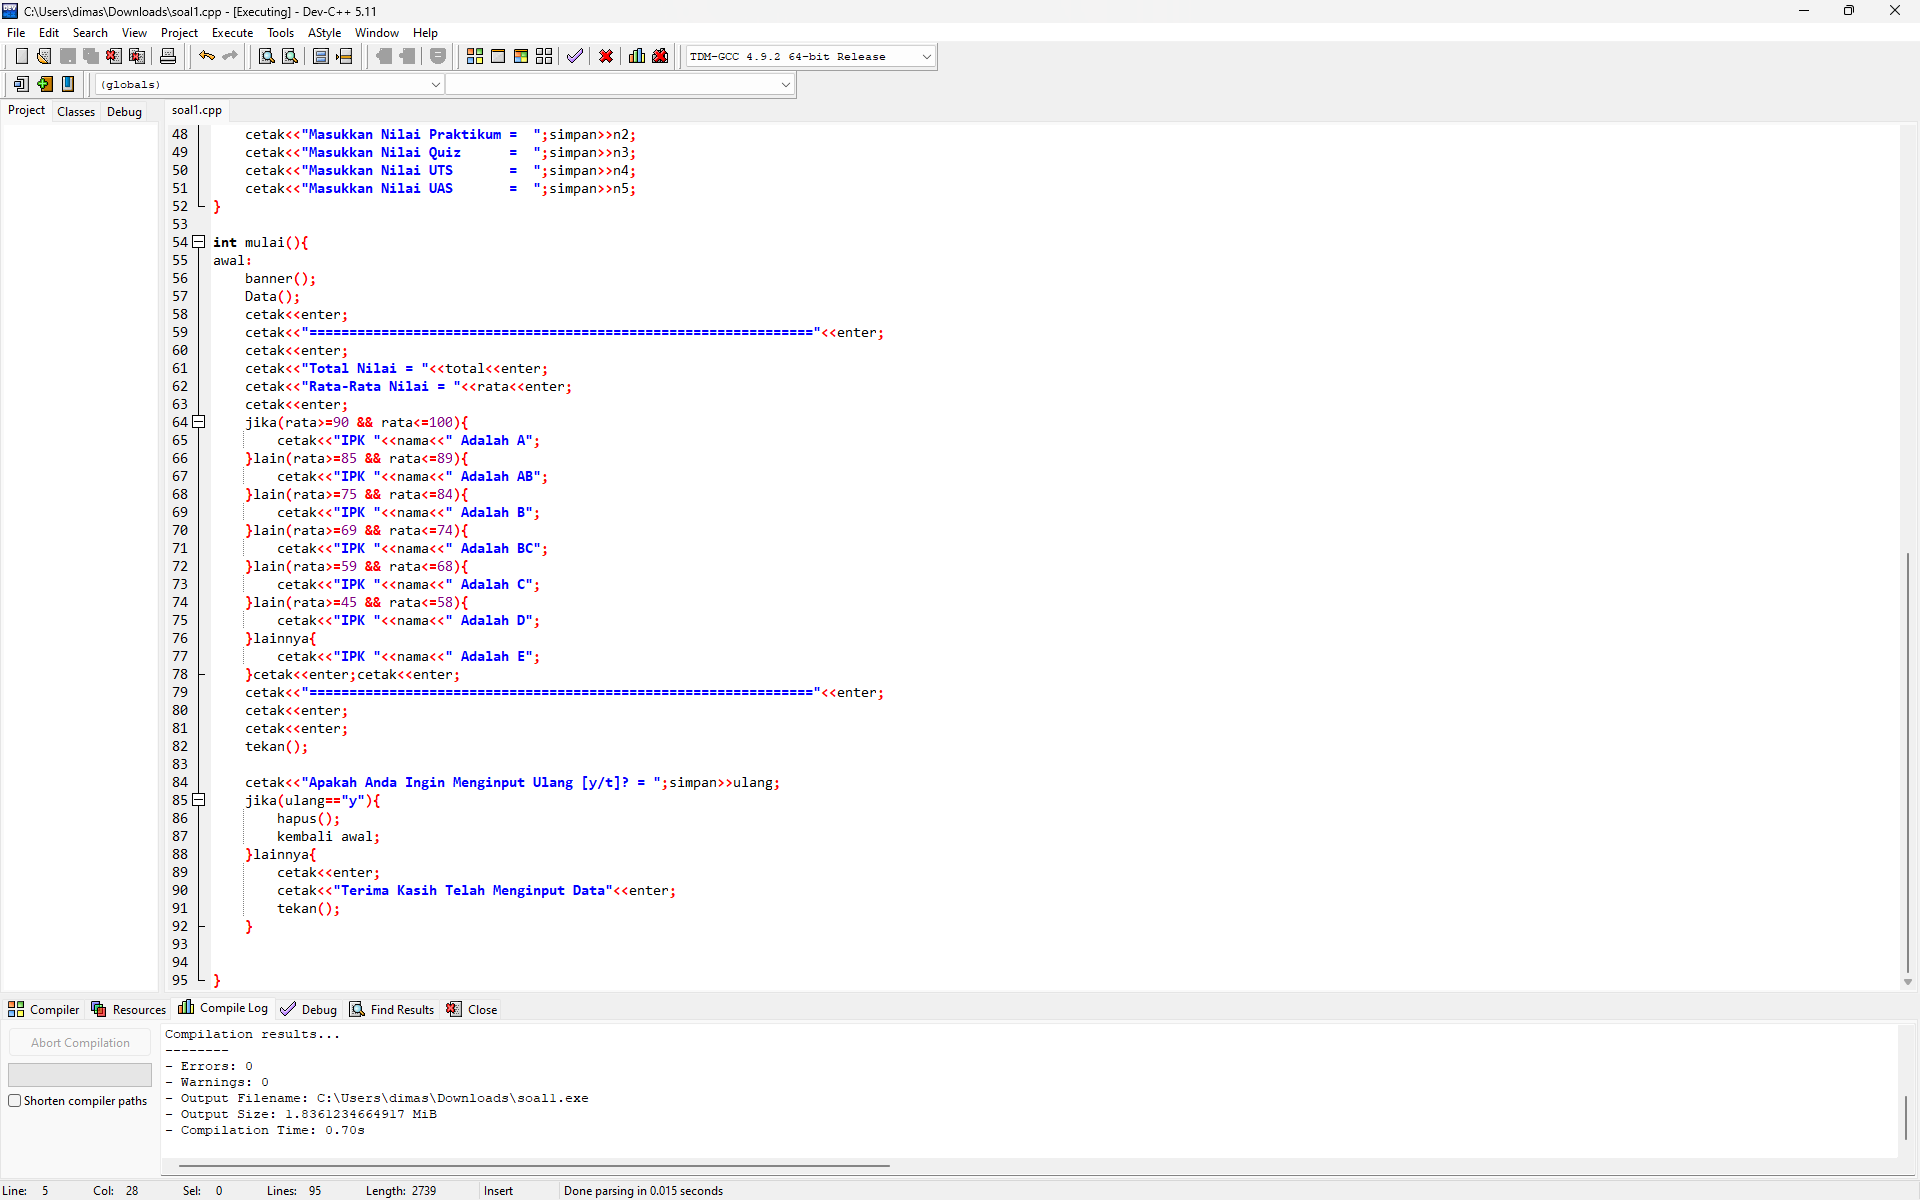 C:\Users\dimas\Downloads\soal1.cpp - [Executing] - Dev-C++ 5.11
File Edit Search View Project Execute Tools AStyle Window Help
TDM-GCC 4.9.2 64-bit Release
(globals)
Project Classes Debug
soal1.cpp
48 cetak<<"Masukkan Nilai Praktikum =  ";simpan>>n2;
49 cetak<<"Masukkan Nilai Quiz      =  ";simpan>>n3;
50 cetak<<"Masukkan Nilai UTS       =  ";simpan>>n4;
51 cetak<<"Masukkan Nilai UAS       =  ";simpan>>n5;
52 }
53
54 int mulai(){
55 awal:
56 banner();
57 Data();
58 cetak<<enter;
59 cetak<<"==============================================================="<<enter;
60 cetak<<enter;
61 cetak<<"Total Nilai = "<<total<<enter;
62 cetak<<"Rata-Rata Nilai = "<<rata<<enter;
63 cetak<<enter;
64 jika(rata>=90 && rata<=100){
65 cetak<<"IPK "<<nama<<" Adalah A";
66 }lain(rata>=85 && rata<=89){
67 cetak<<"IPK "<<nama<<" Adalah AB";
68 }lain(rata>=75 && rata<=84){
69 cetak<<"IPK "<<nama<<" Adalah B";
70 }lain(rata>=69 && rata<=74){
71 cetak<<"IPK "<<nama<<" Adalah BC";
72 }lain(rata>=59 && rata<=68){
73 cetak<<"IPK "<<nama<<" Adalah C";
74 }lain(rata>=45 && rata<=58){
75 cetak<<"IPK "<<nama<<" Adalah D";
76 }lainnya{
77 cetak<<"IPK "<<nama<<" Adalah E";
78 }cetak<<enter;cetak<<enter;
79 cetak<<"==============================================================="<<enter;
80 cetak<<enter;
81 cetak<<enter;
82 tekan();
83
84 cetak<<"Apakah Anda Ingin Menginput Ulang [y/t]? = ";simpan>>ulang;
85 jika(ulang=="y"){
86 hapus();
87 kembali awal;
88 }lainnya{
89 cetak<<enter;
90 cetak<<"Terima Kasih Telah Menginput Data"<<enter;
91 tekan();
92 }
93
94
95 }
Compiler Resources Compile Log Debug Find Results Close
Abort Compilation
Shorten compiler paths
Compilation results...
--------
- Errors: 0
- Warnings: 0
- Output Filename: C:\Users\dimas\Downloads\soal1.exe
- Output Size: 1.8361234664917 MiB
- Compilation Time: 0.70s
Line: 5 Col: 28 Sel: 0 Lines: 95 Length: 2739 Insert Done parsing in 0.015 seconds